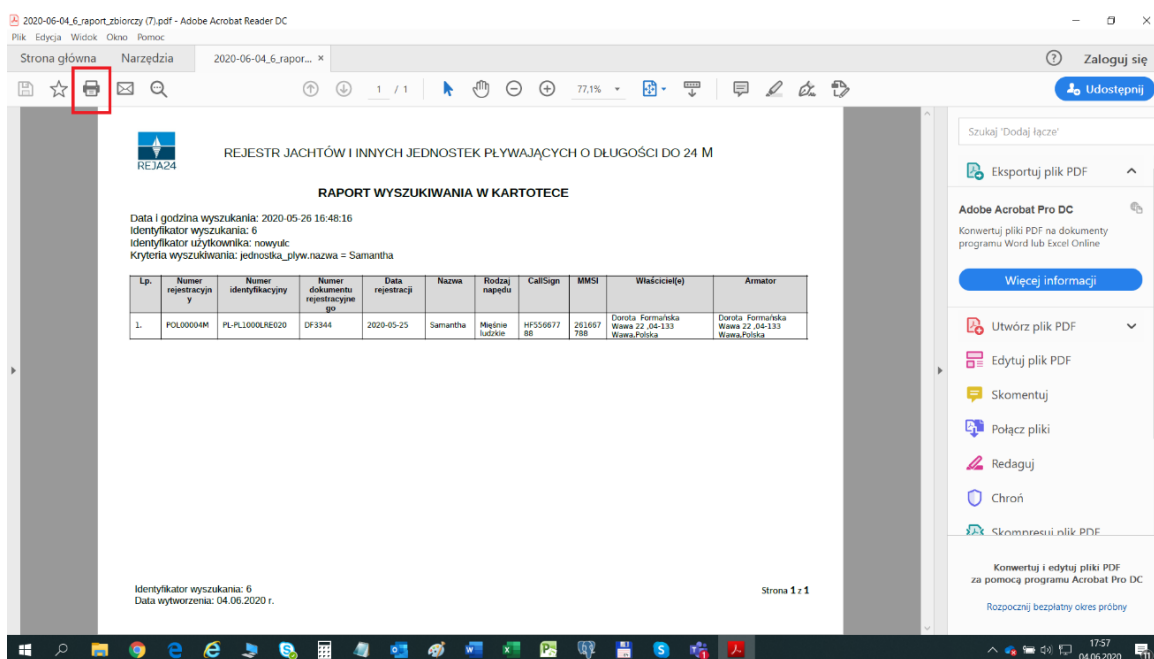 2020-06-04_6_raport_zbiorczy (7).pdf - Adobe Acrobat Reader DC
Plik Edycja Widok Okno Pomoc
Strona główna Narzędzia 2020-06-04_6_rapor... × Zaloguj się
1 / 1 77,1% Udostępnij
REJA24
REJESTR JACHTÓW I INNYCH JEDNOSTEK PŁYWAJĄCYCH O DŁUGOŚCI DO 24 M
RAPORT WYSZUKIWANIA W KARTOTECE
Data i godzina wyszukania: 2020-05-26 16:48:16
Identyfikator wyszukania: 6
Identyfikator użytkownika: nowyulc
Kryteria wyszukiwania: jednostka_plyw.nazwa = Samantha
Lp. Numer Numer Numer Data Nazwa Rodzaj CallSign MMSI Właściciel(e) Armator
rejestracyjn identyfikacyjny dokumentu rejestracji napędu
y rejestracyjne
go
1. POL00004M PL-PL1000LRE020 DF3344 2020-05-25 Samantha Mięśnie HF556677 261667 Dorota Formańska Dorota Formańska
ludzkie 88 788 Wawa 22 ,04-133 Wawa 22 ,04-133
Wawa,Polska Wawa,Polska
Identyfikator wyszukania: 6
Data wytworzenia: 04.06.2020 r.
Strona 1 z 1
Szukaj 'Dodaj łącze'
Eksportuj plik PDF
Adobe Acrobat Pro DC
Konwertuj pliki PDF na dokumenty
programu Word lub Excel Online
Więcej informacji
Utwórz plik PDF
Edytuj plik PDF
Skomentuj
Połącz pliki
Redaguj
Chroń
Skompresuj plik PDF
Konwertuj i edytuj pliki PDF
za pomocą programu Acrobat Pro DC
Rozpocznij bezpłatny okres próbny
17:57
04.06.2020